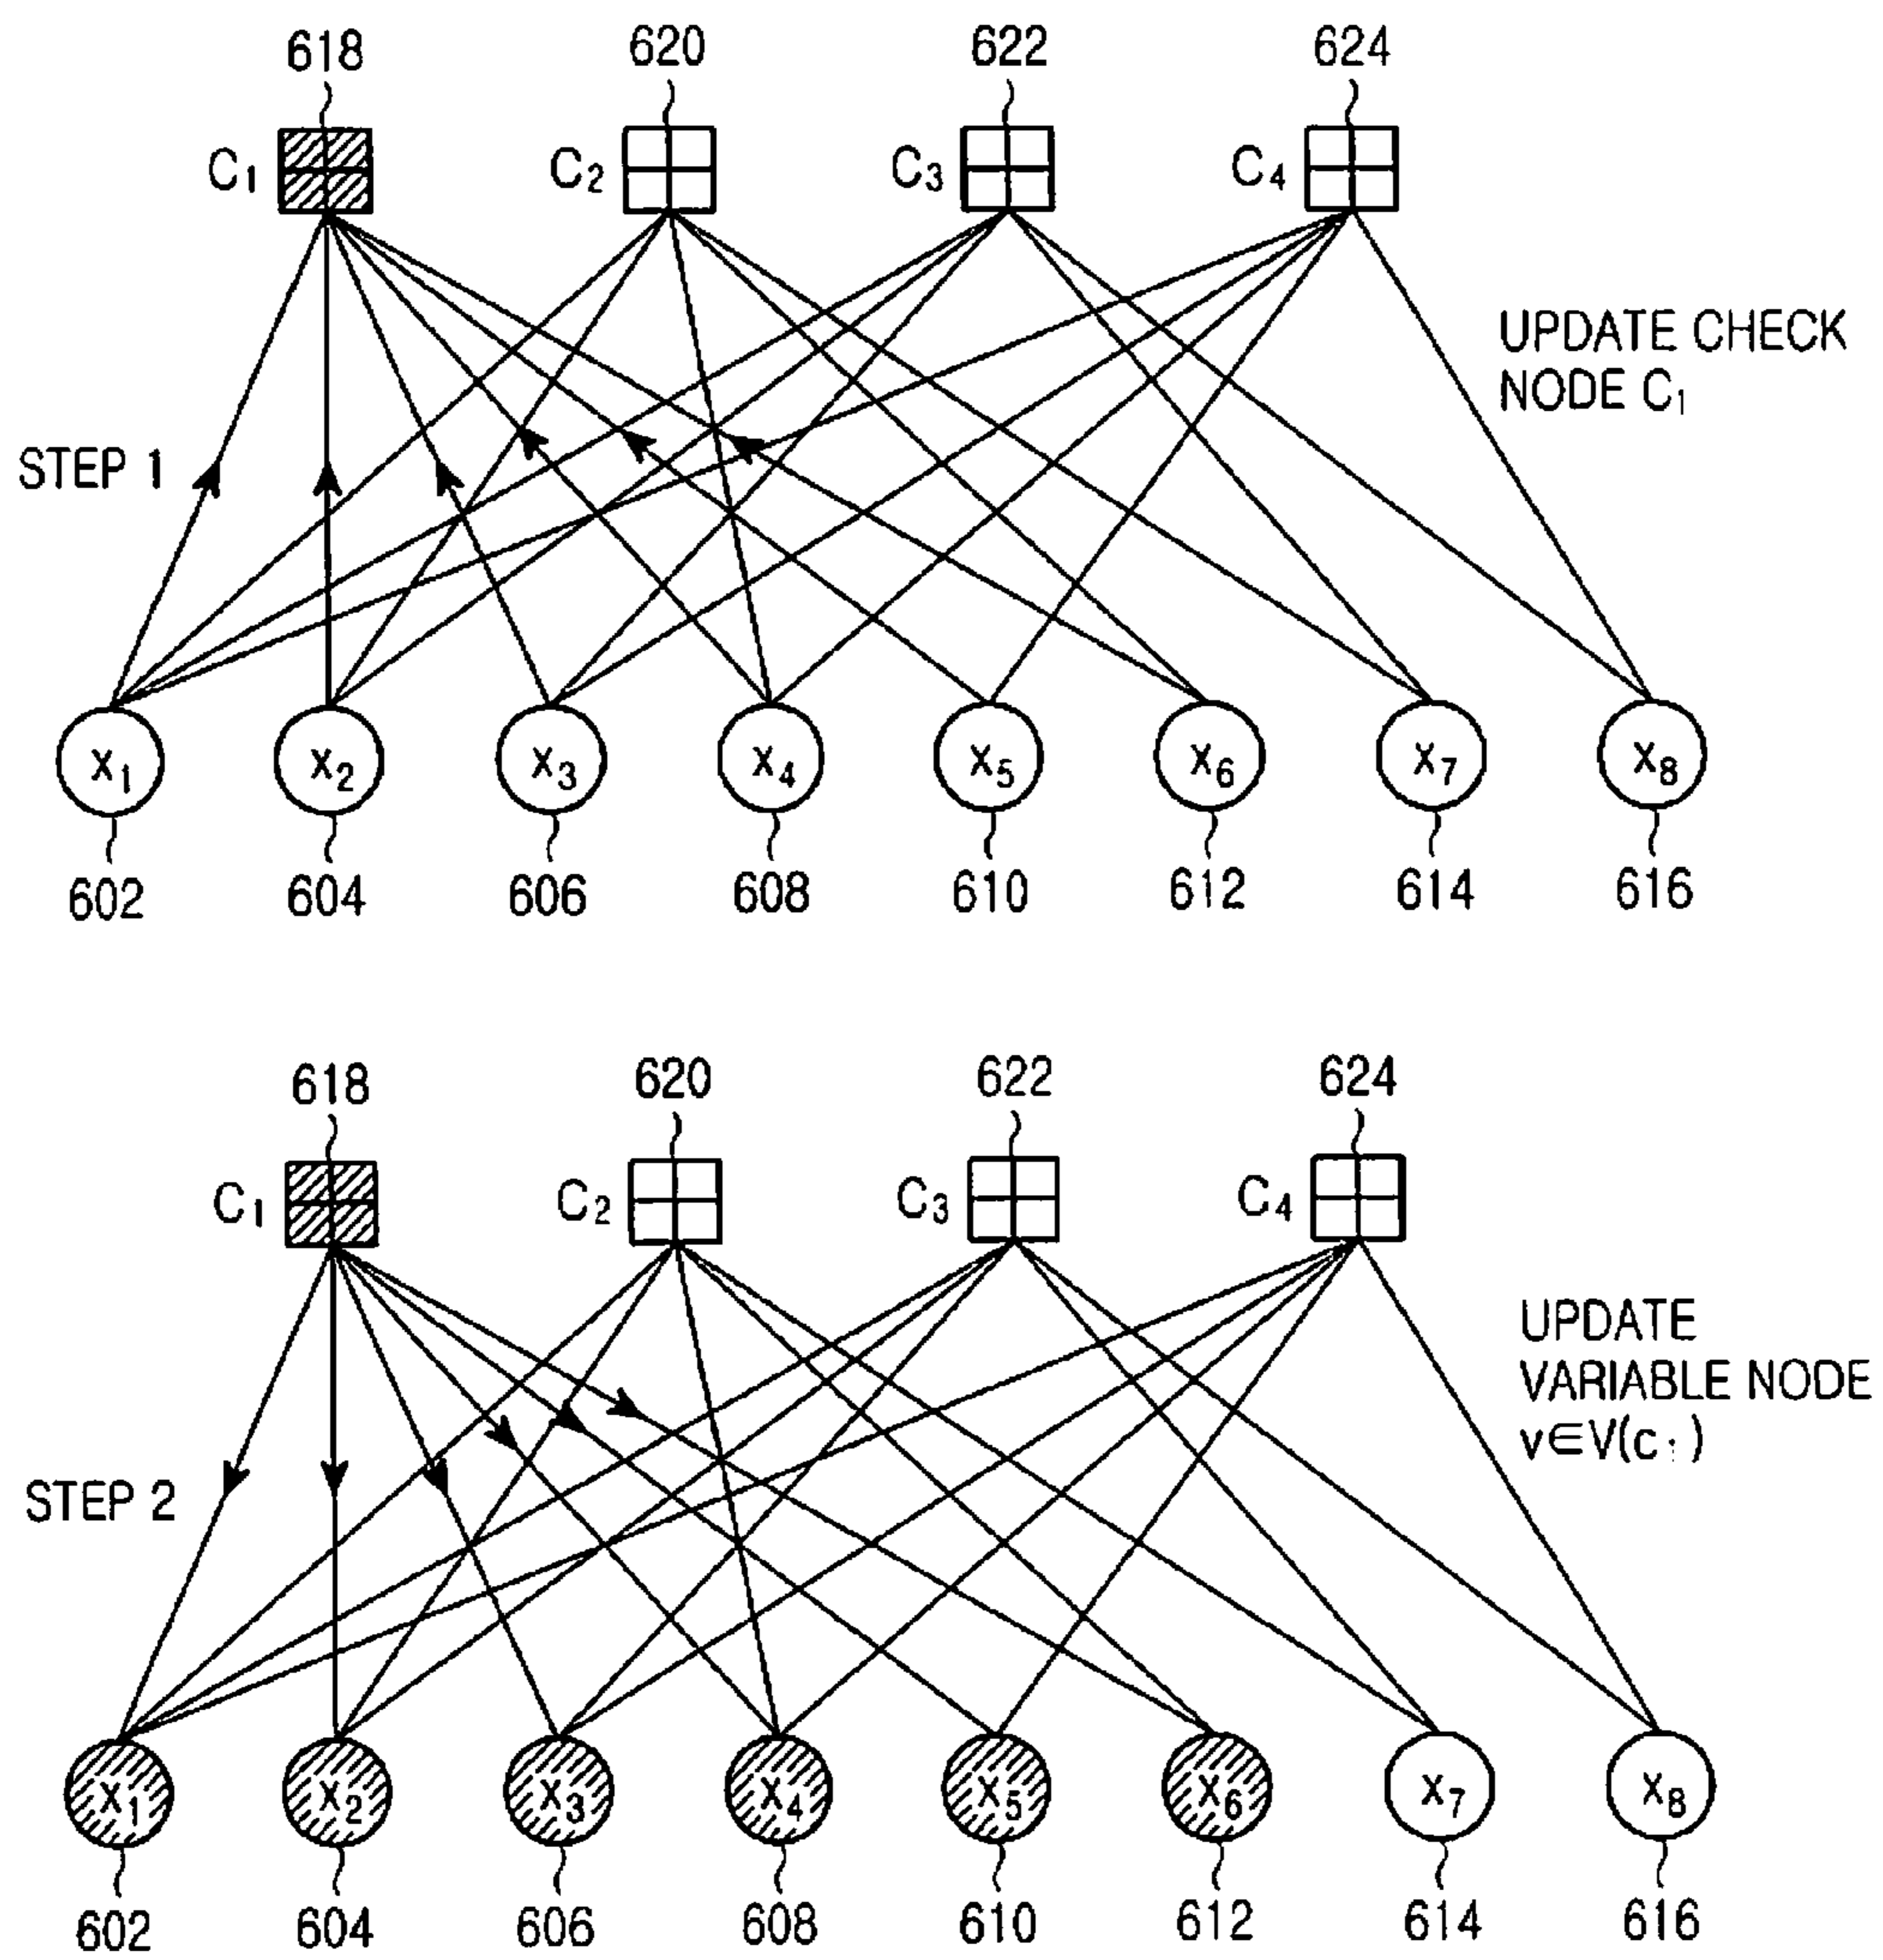 618 620 622 624
C1 C2 C3 C4
UPDATE CHECK
NODE C1
STEP 1
x1 x2 x3 x4 x5 x6 x7 x8
602 604 606 608 610 612 614 616
618 620 622 624
C1 C2 C3 C4
UPDATE
VARIABLE NODE
v∈V(c1)
STEP 2
x1 x2 x3 x4 x5 x6 x7 x8
602 604 606 608 610 612 614 616